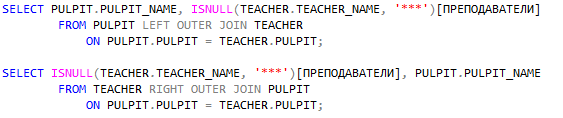 SELECT PULPIT.PULPIT_NAME, ISNULL(TEACHER.TEACHER_NAME, '***')[ПРЕПОДАВАТЕЛИ]
FROM PULPIT LEFT OUTER JOIN TEACHER
ON PULPIT.PULPIT = TEACHER.PULPIT;
SELECT ISNULL(TEACHER.TEACHER_NAME, '***')[ПРЕПОДАВАТЕЛИ], PULPIT.PULPIT_NAME
FROM TEACHER RIGHT OUTER JOIN PULPIT
ON PULPIT.PULPIT = TEACHER.PULPIT;